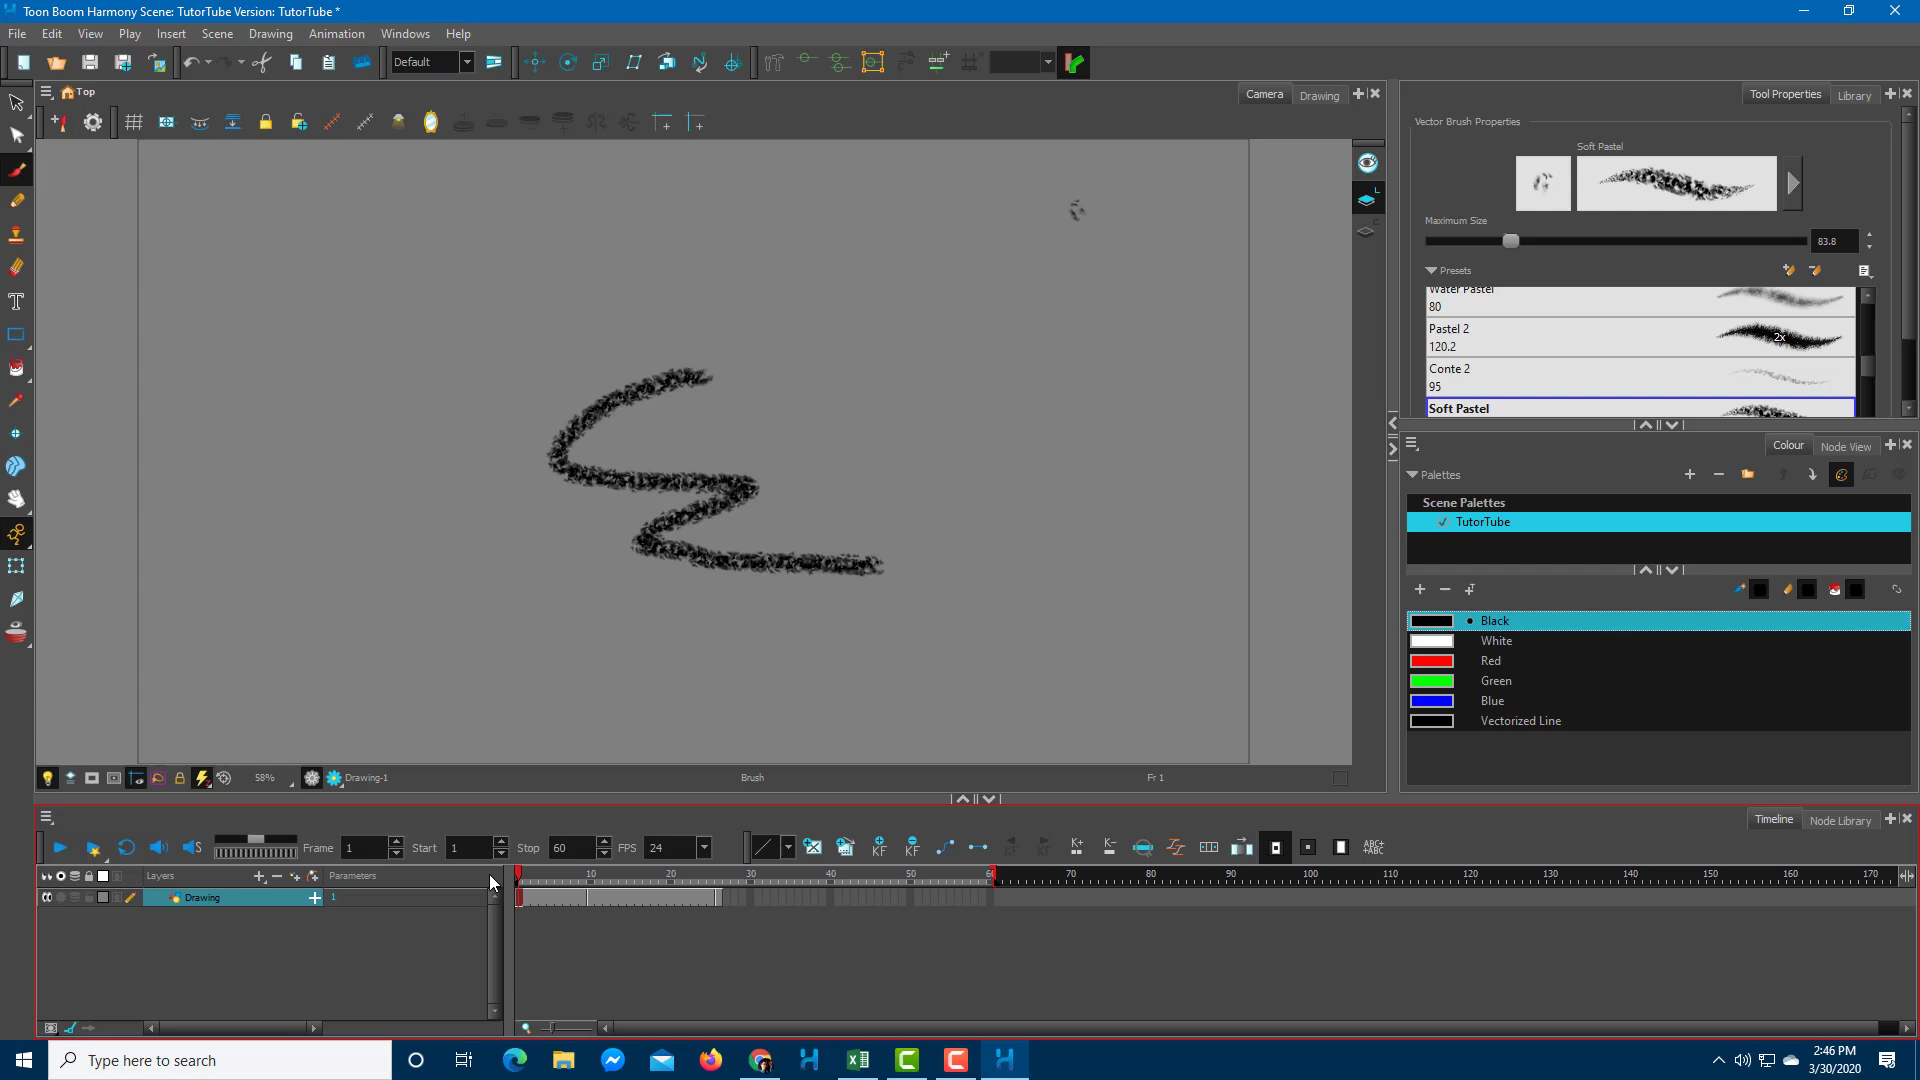 Toon Boom Harmony Scene: TutorTube Version: TutorTube *
File Edit View Play Insert Scene Drawing Animation Windows Help
Default
Top
Camera Drawing
Tool Properties Library
Vector Brush Properties
Soft Pastel
Maximum Size
83.8
Presets
Water Pastel
80
Pastel 2
120.2
2x
Conte 2
95
Soft Pastel
Colour Node View
Palettes
Scene Palettes
TutorTube
Black
White
Red
Green
Blue
Vectorized Line
58% Drawing-1 Brush Fr 1
Timeline Node Library
Frame 1 Start 1 Stop 60 FPS 24
Layers Parameters
10 20 30 40 50 60 70 80 90 100 110 120 130 140 150 160 170
Drawing 1
Type here to search
2:46 PM
3/30/2020